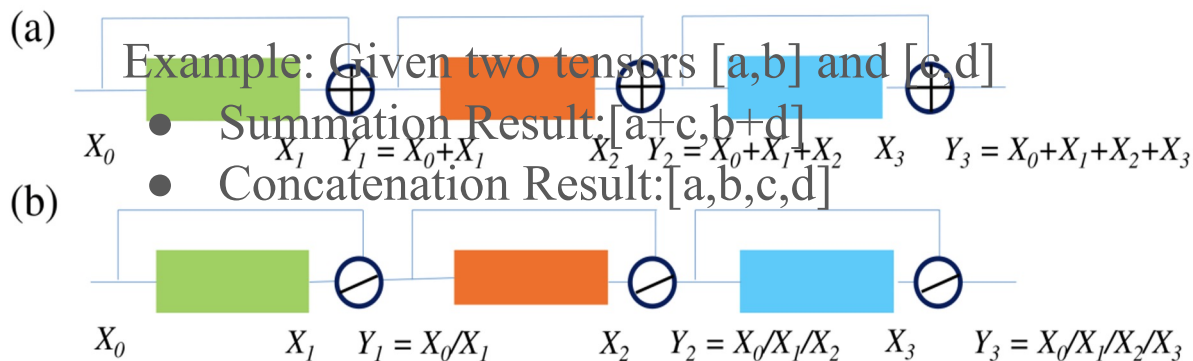 (a)
Example: Given two tensors [a,b] and [c,d]
● Summation Result:[a+c,b+d]
X₀ X₁ Y₁ = X₀+X₁ X₂ Y₂ = X₀+X₁+X₂ X₃ Y₃ = X₀+X₁+X₂+X₃
● Concatenation Result:[a,b,c,d]
(b)
X₀ X₁ Y₁ = X₀/X₁ X₂ Y₂ = X₀/X₁/X₂ X₃ Y₃ = X₀/X₁/X₂/X₃